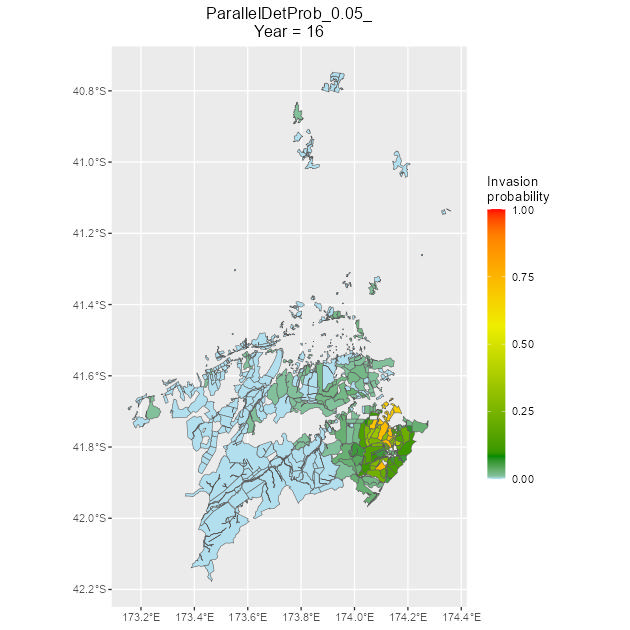 ParallelDetProb_0.05_
Year = 16
40.8°S
41.0°S
41.2°S
41.4°S
41.6°S
41.8°S
42.0°S
42.2°S
173.2°E 173.4°E 173.6°E 173.8°E 174.0°E 174.2°E 174.4°E
Invasion
probability
1.00
0.75
0.50
0.25
0.00